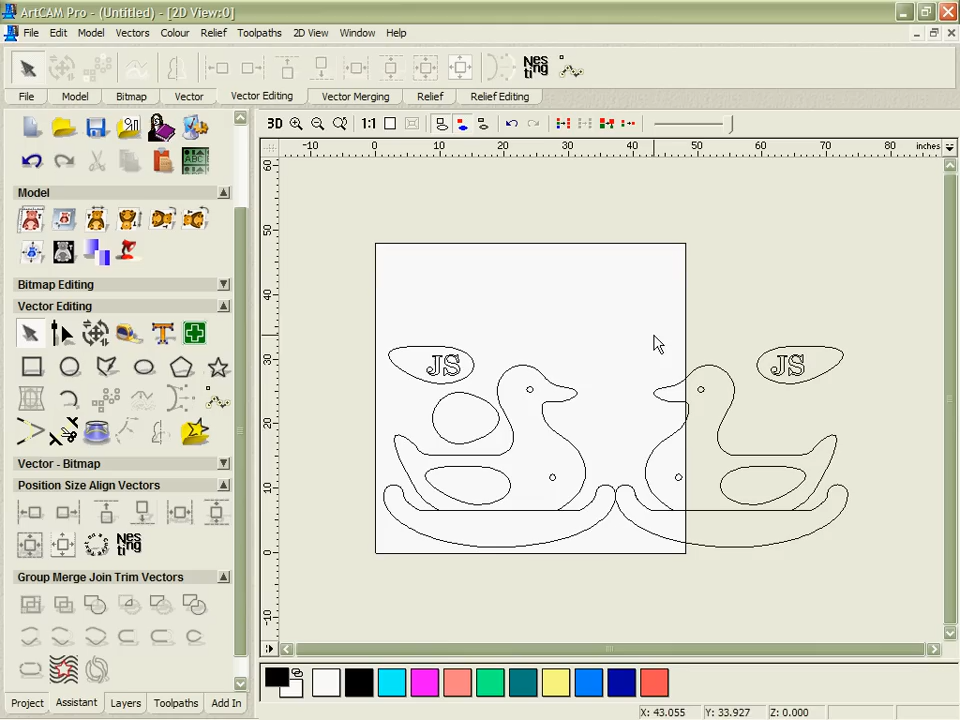 ArtCAM Pro - (Untitled) - [2D View:0]
File Edit Model Vectors Colour Relief Toolpaths 2D View Window Help
Nesting
File Model Bitmap Vector Vector Editing Vector Merging Relief Relief Editing
3D 1:1
-10 0 10 20 30 40 50 60 70 80 inches
60
50
40
30
20
10
0
-10
ABC
Model
Bitmap Editing
Vector Editing
Vector - Bitmap
Position Size Align Vectors
Nesting
Group Merge Join Trim Vectors
JS
JS
Project Assistant Layers Toolpaths Add In
X: 43.055 Y: 33.927 Z: 0.000